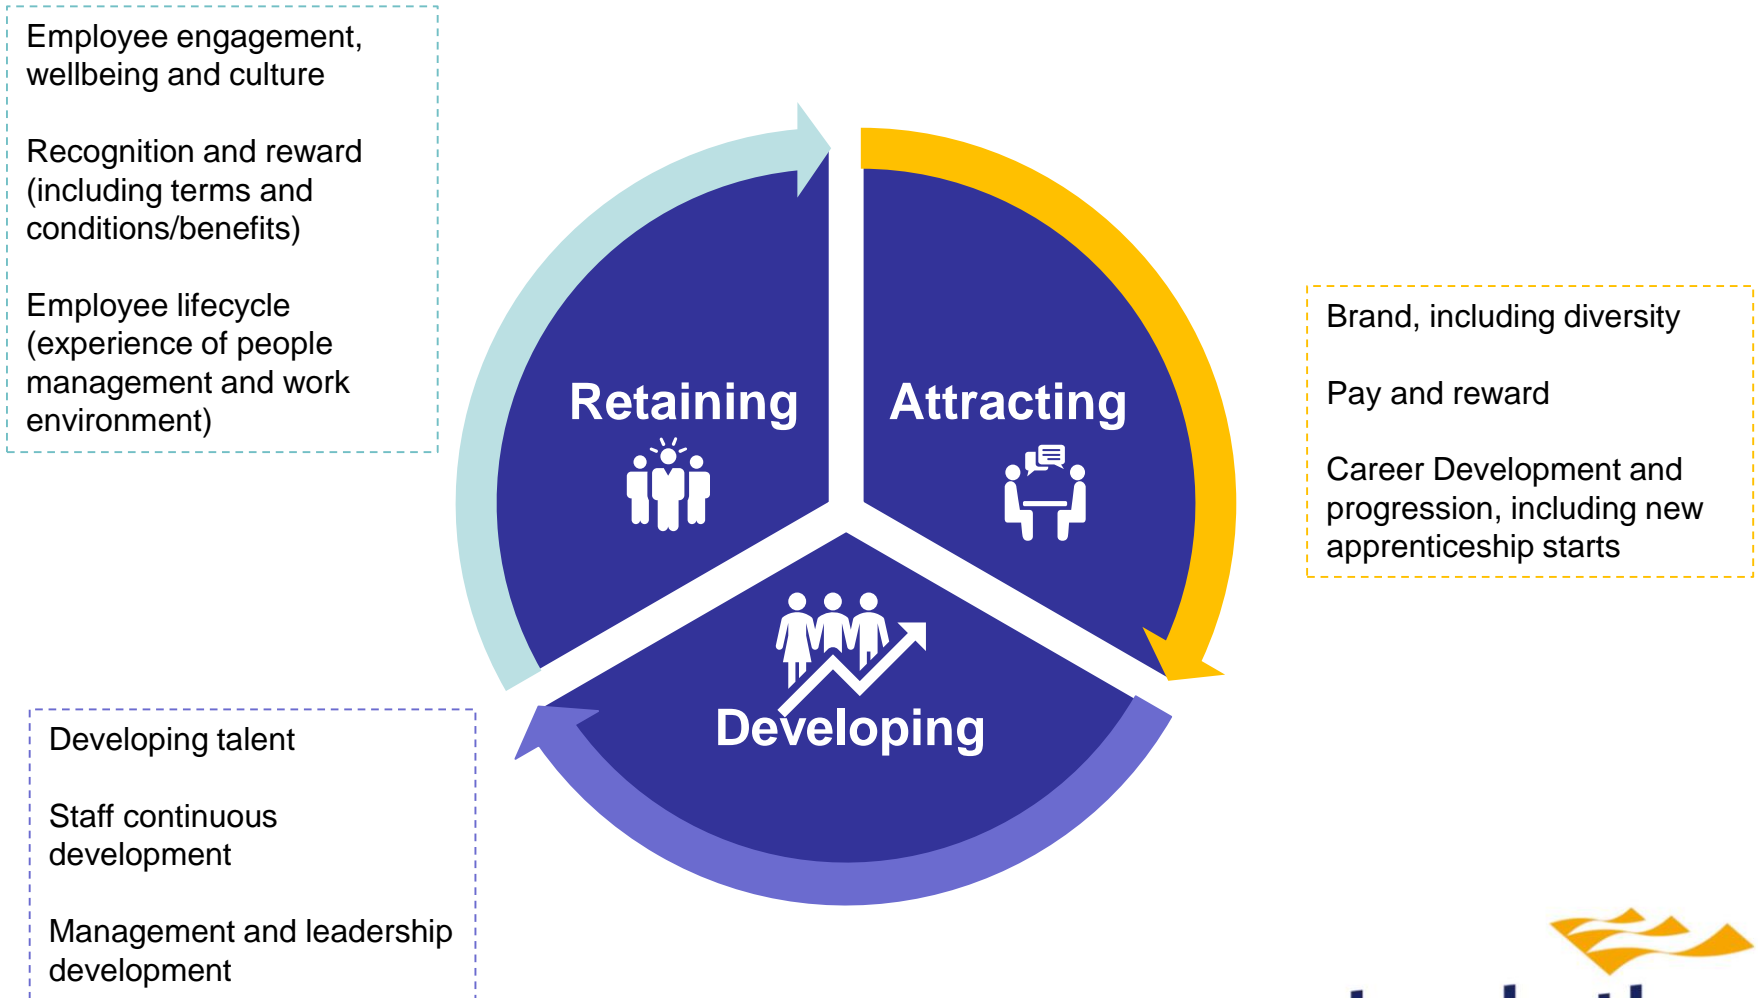 Employee engagement,
wellbeing and culture
Recognition and reward
(including terms and
conditions/benefits)
Employee lifecycle
(experience of people
management and work
environment)
Retaining
Attracting
Developing
Brand, including diversity
Pay and reward
Career Development and
progression, including new
apprenticeship starts
Developing talent
Staff continuous
development
Management and leadership
development